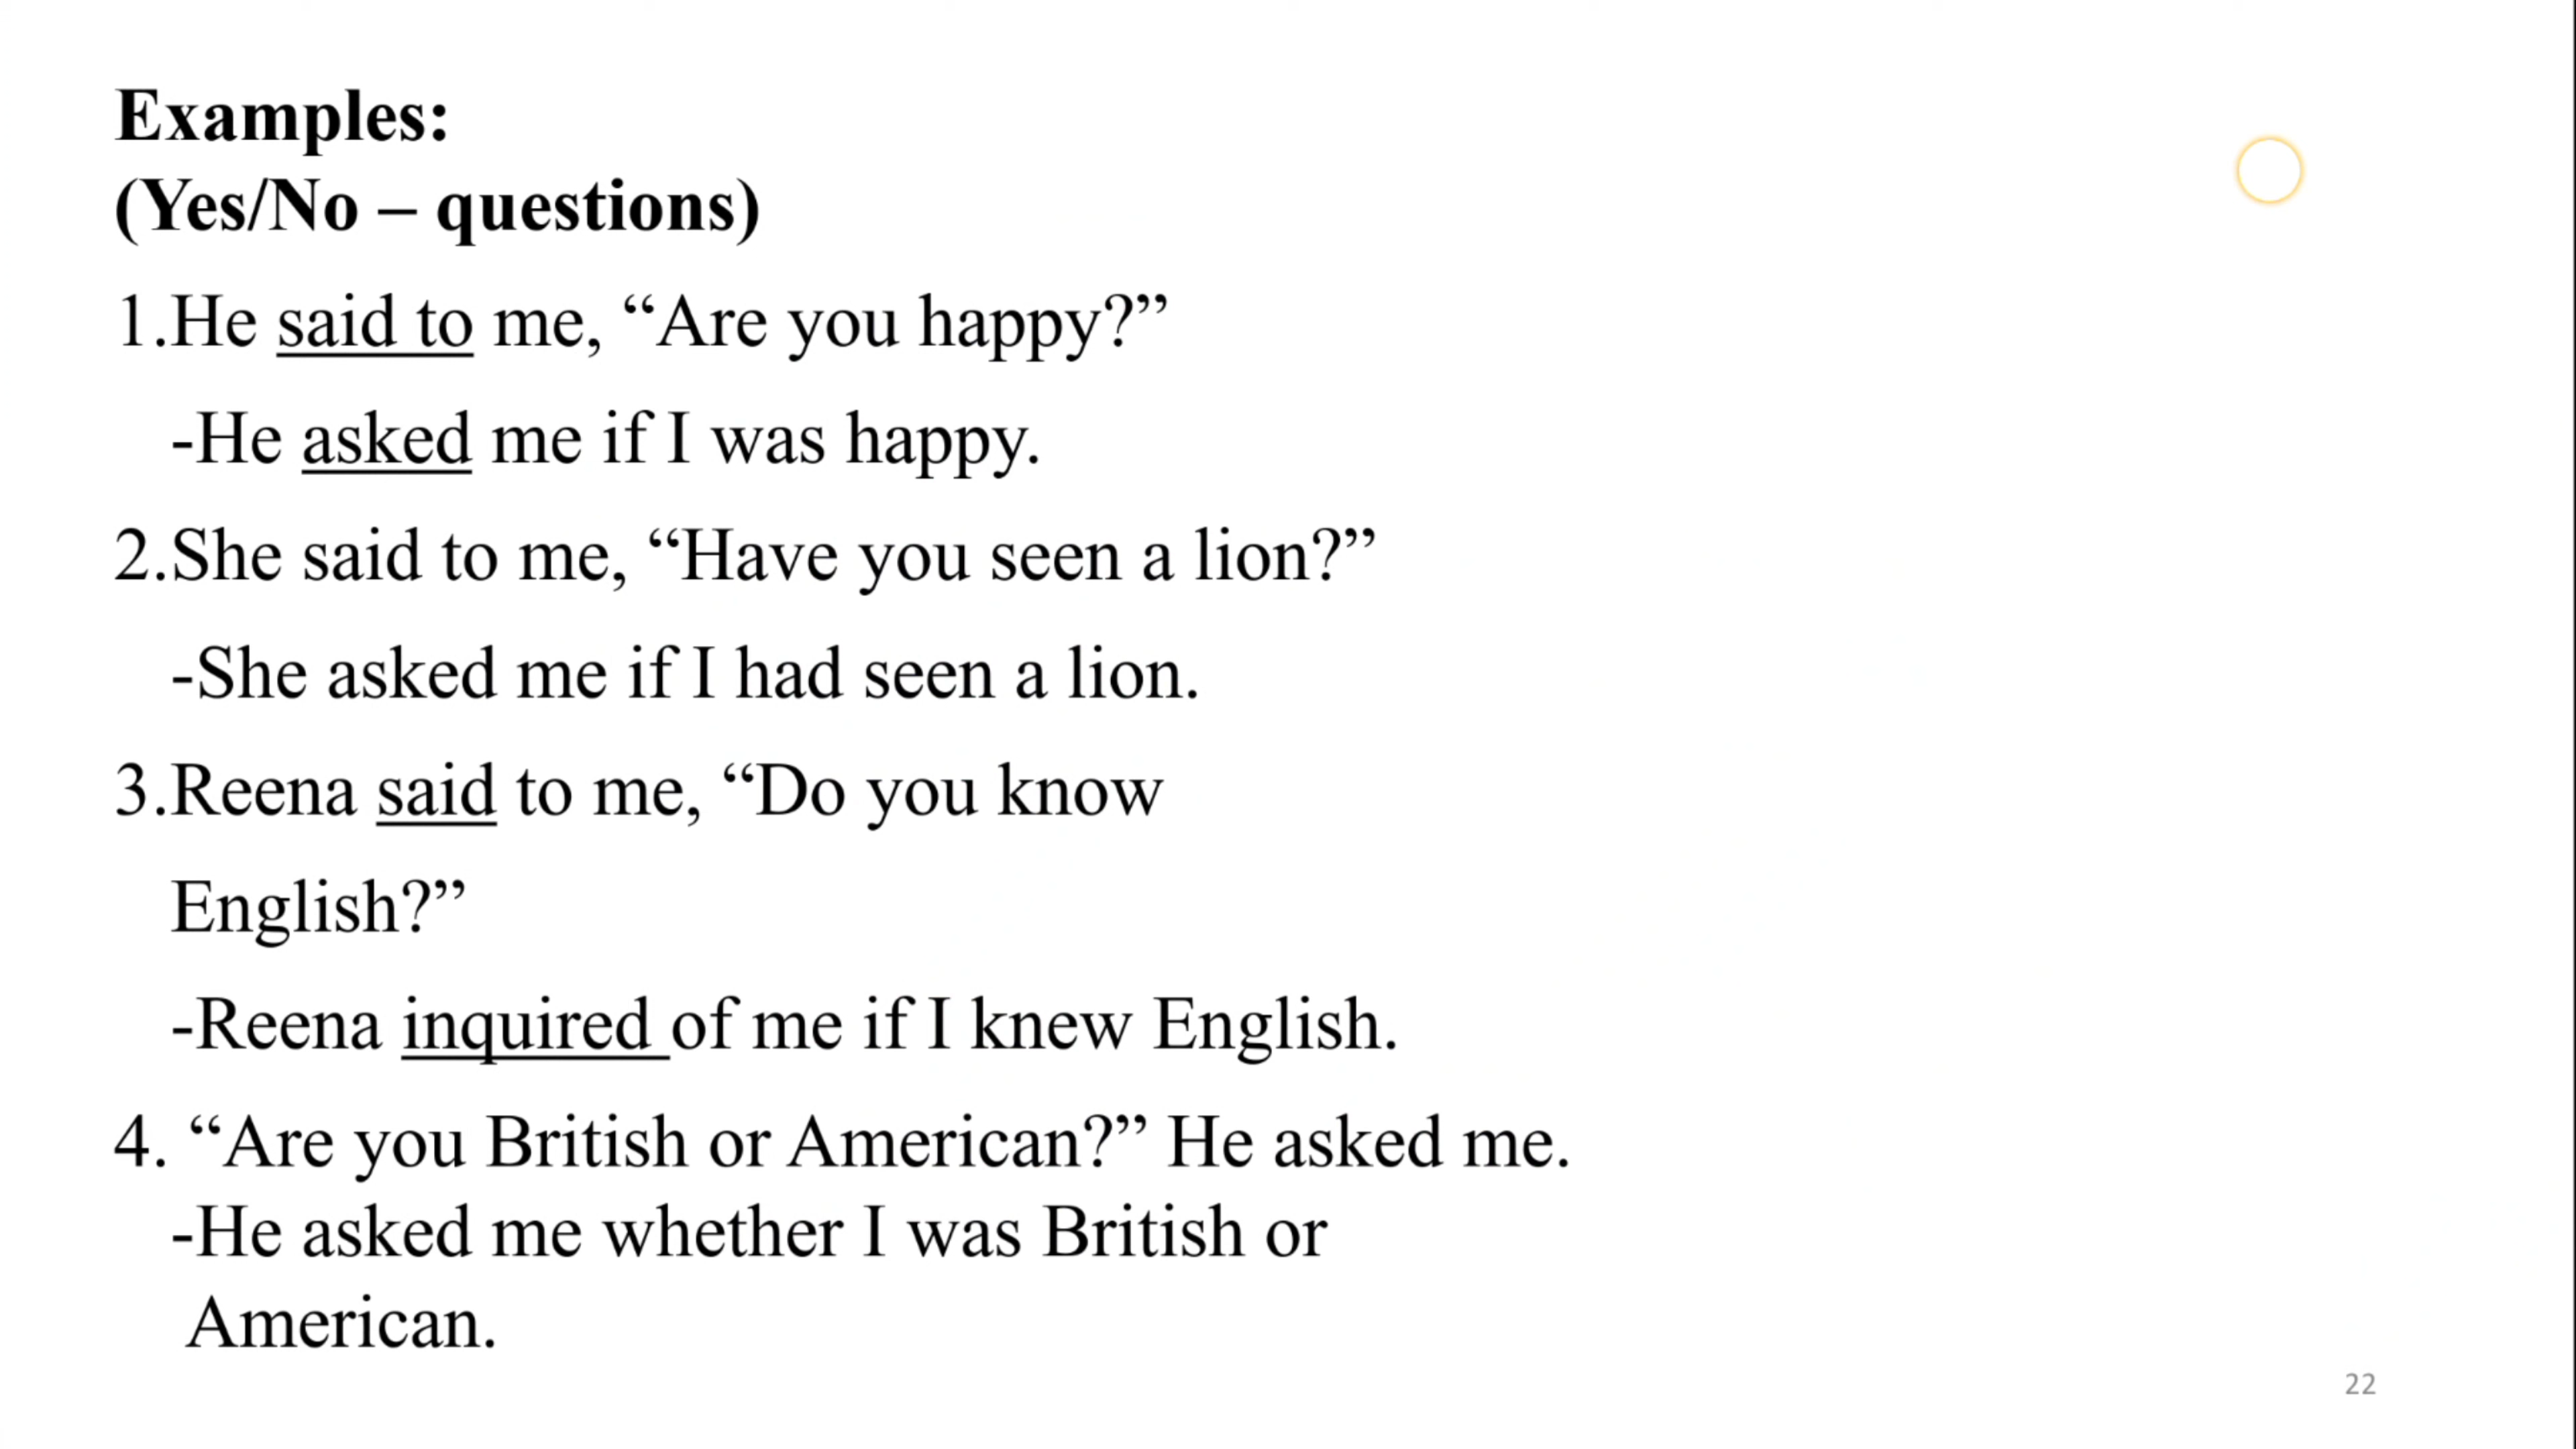 Examples:
(Yes/No – questions)
1.He said to me, “Are you happy?”
-He asked me if I was happy.
2.She said to me, “Have you seen a lion?”
-She asked me if I had seen a lion.
3.Reena said to me, “Do you know
English?”
-Reena inquired of me if I knew English.
4. “Are you British or American?” He asked me.
-He asked me whether I was British or
American.
22